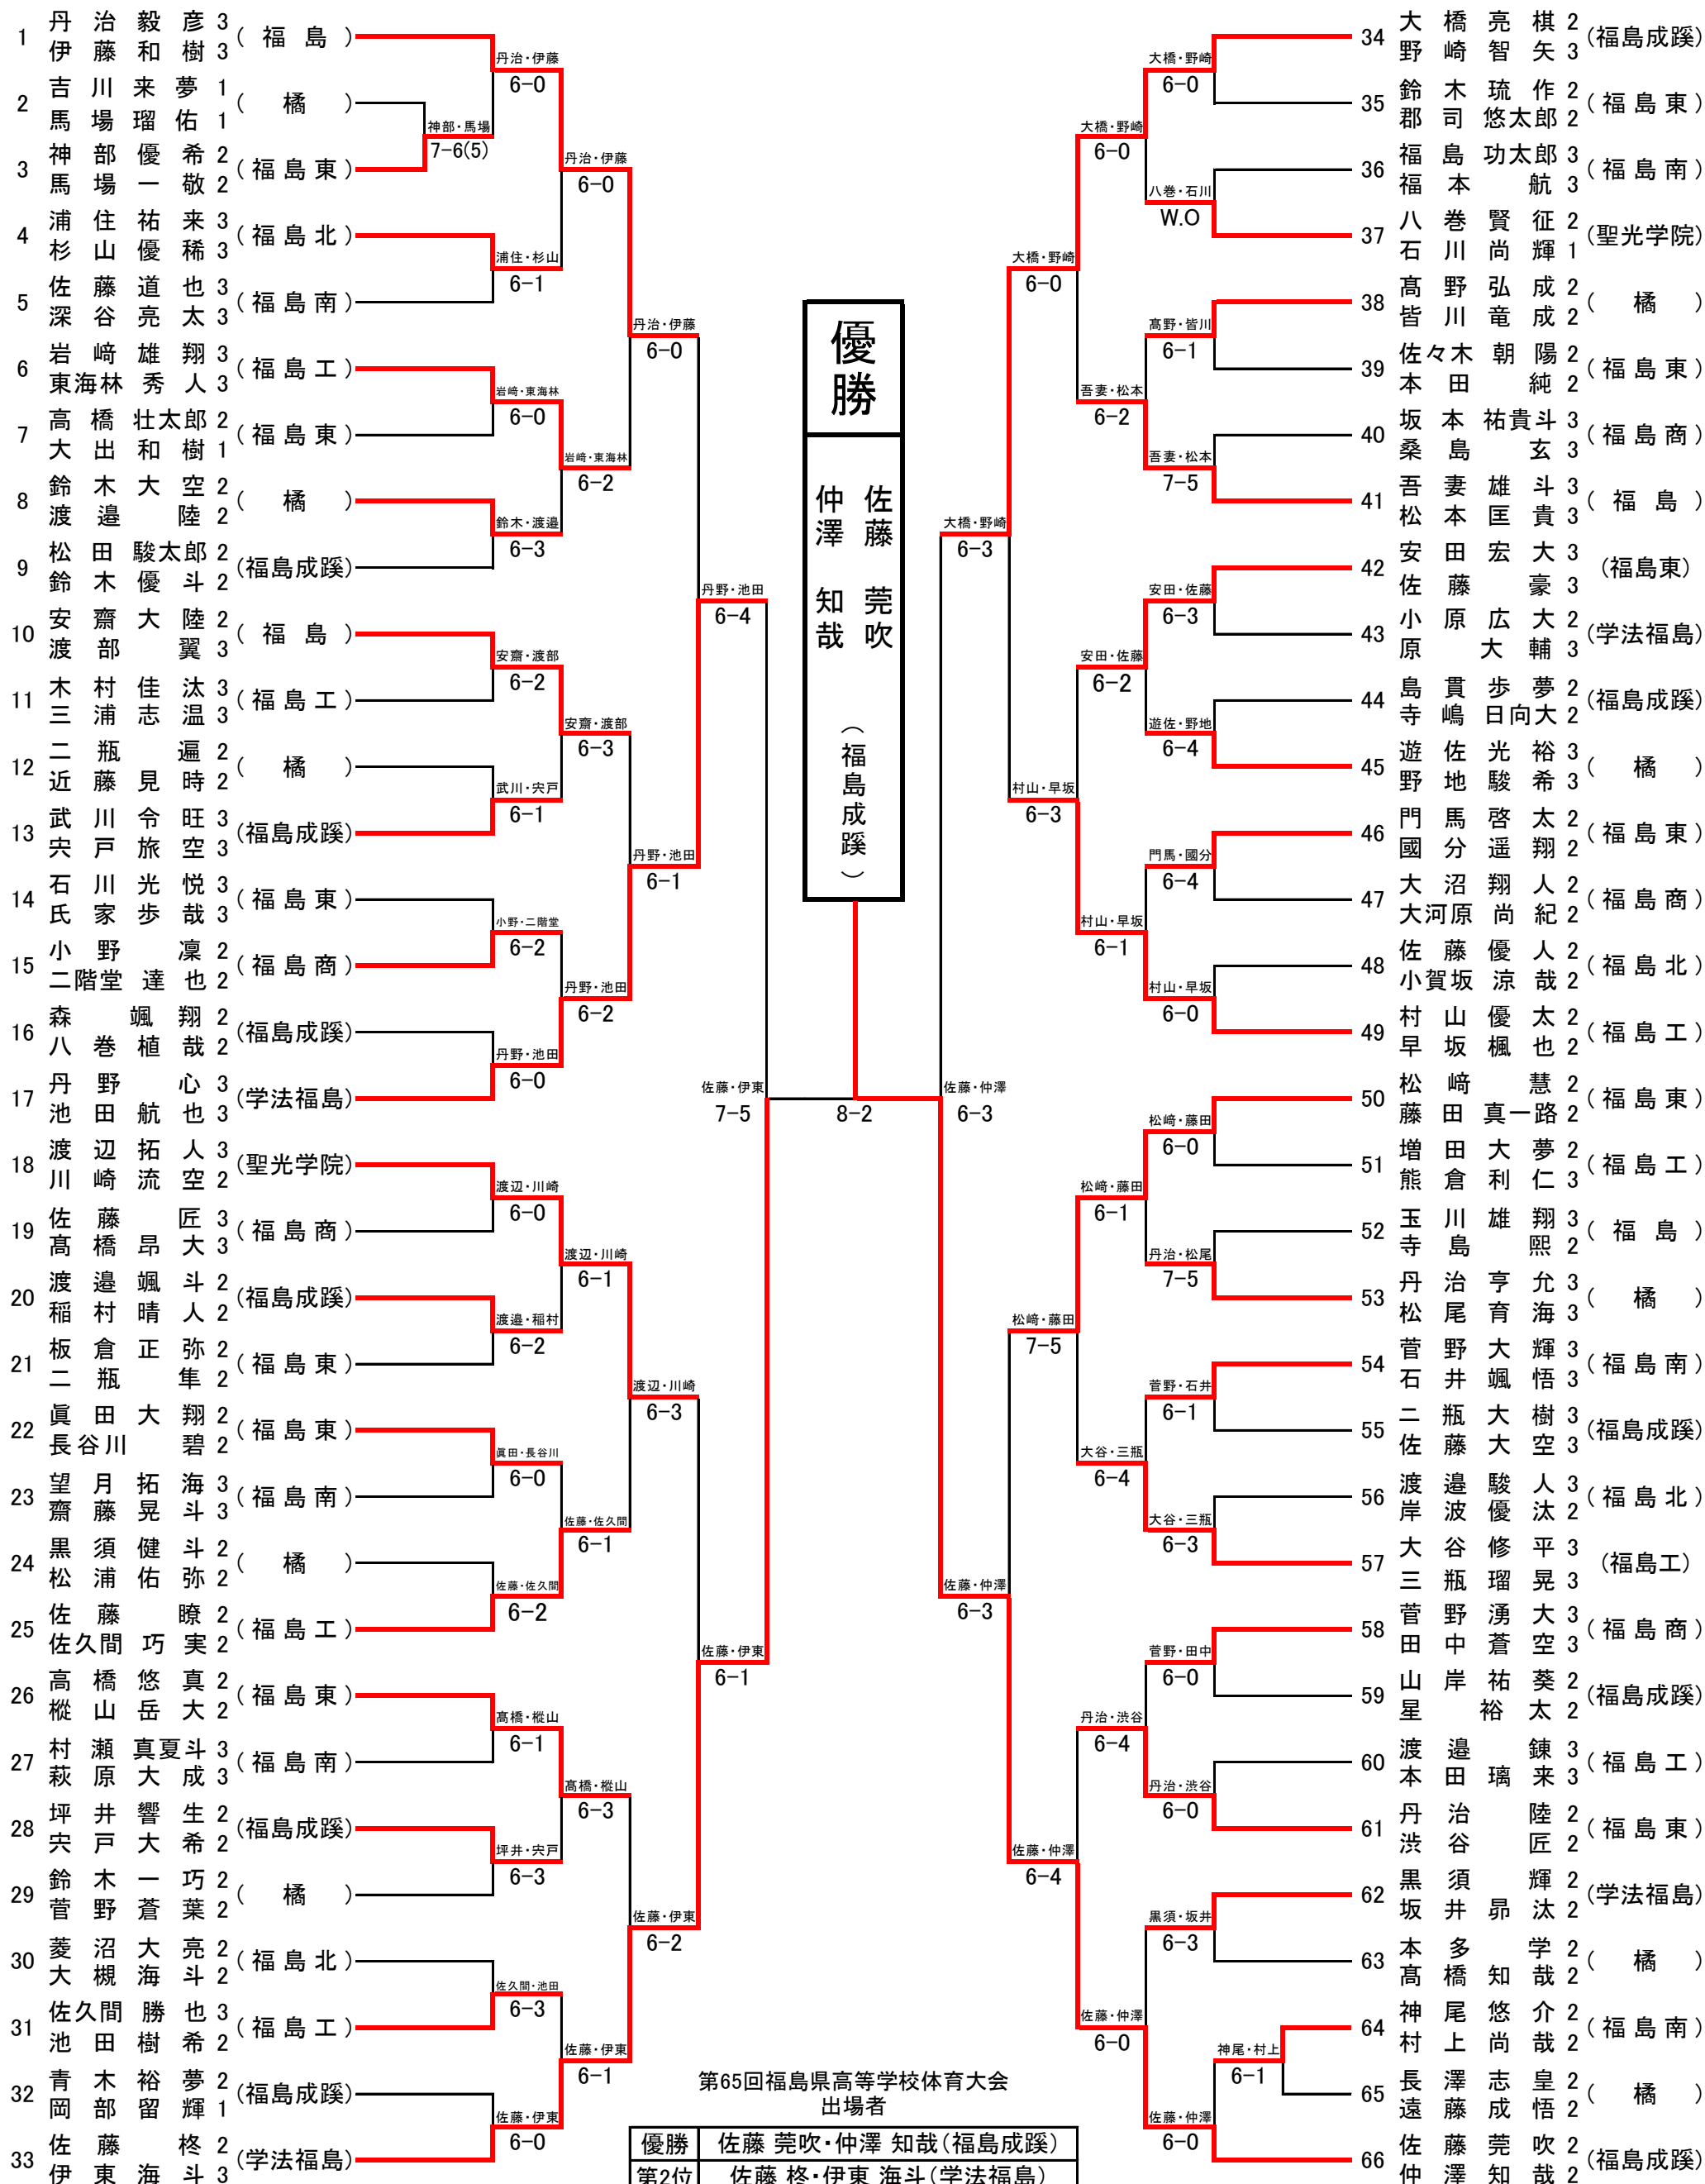 1 丹治毅彦 3 (福島)
伊藤和樹 3
2 吉川来夢 1 (橘)
馬場瑠佑 1
3 神部優希 2 (福島東)
馬場一敬 2
4 浦住祐来 3 (福島北)
杉山優稀 3
5 佐藤道也 3 (福島南)
深谷亮太 3
6 岩﨑雄翔 3 (福島工)
東海林秀人 3
7 高橋壮太郎 2 (福島東)
大出和樹 1
8 鈴木大空 2 (橘)
渡邉陸 2
9 松田駿太郎 2 (福島成蹊)
鈴木優斗 2
10 安齋大陸 2 (福島)
渡部翼 3
11 木村佳汰 3 (福島工)
三浦志温 3
12 二瓶遍 2 (橘)
近藤見時 2
13 武川令旺 3 (福島成蹊)
宍戸旅空 3
14 石川光悦 3 (福島東)
氏家歩哉 3
15 小野凜 2 (福島商)
二階堂達也 2
16 森颯翔 2 (福島成蹊)
八巻植哉 2
17 丹野心 3 (学法福島)
池田航也 3
18 渡辺拓人 3 (聖光学院)
川崎流空 2
19 佐藤匠 3 (福島商)
髙橋昂大 3
20 渡邉颯斗 2 (福島成蹊)
稲村晴人 2
21 板倉正弥 2 (福島東)
二瓶隼 2
22 眞田大翔 2 (福島東)
長谷川碧 2
23 望月拓海 3 (福島南)
齋藤晃斗 3
24 黒須健斗 2 (橘)
松浦佑弥 2
25 佐藤瞭 2 (福島工)
佐久間巧実 2
26 高橋悠真 2 (福島東)
樅山岳大 2
27 村瀬真夏斗 3 (福島南)
萩原大成 3
28 坪井響生 2 (福島成蹊)
宍戸大希 2
29 鈴木一巧 2 (橘)
菅野蒼葉 2
30 菱沼大亮 2 (福島北)
大槻海斗 2
31 佐久間勝也 3 (福島工)
池田樹希 2
32 青木裕夢 2 (福島成蹊)
岡部留輝 1
33 佐藤柊 2 (学法福島)
伊東海斗 3
神部・馬場
7-6(5)
丹治・伊藤
6-0
浦住・杉山
6-1
岩﨑・東海林
6-0
鈴木・渡邉
6-3
安齋・渡部
6-2
武川・宍戸
6-1
小野・二階堂
6-2
丹野・池田
6-0
渡辺・川崎
6-0
渡邉・稲村
6-2
眞田・長谷川
6-0
佐藤・佐久間
6-2
髙橋・樅山
6-1
坪井・宍戸
6-3
佐久間・池田
6-3
佐藤・伊東
6-0
丹治・伊藤
6-0
岩﨑・東海林
6-2
安齋・渡部
6-3
丹野・池田
6-2
渡辺・川崎
6-1
佐藤・佐久間
6-1
髙橋・樅山
6-3
佐藤・伊東
6-1
丹治・伊藤
6-0
丹野・池田
6-1
渡辺・川崎
6-3
佐藤・伊東
6-2
丹野・池田
6-4
佐藤・伊東
6-1
佐藤・伊東
7-5
優勝
佐藤 莞吹
仲澤 知哉
(福島成蹊)
8-2
佐藤・仲澤
6-3
大橋・野崎
6-3
佐藤・仲澤
6-3
大橋・野崎
6-0
村山・早坂
6-3
松﨑・藤田
7-5
佐藤・仲澤
6-4
大橋・野崎
6-0
吾妻・松本
6-2
安田・佐藤
6-2
村山・早坂
6-1
松﨑・藤田
6-1
大谷・三瓶
6-4
丹治・渋谷
6-4
佐藤・仲澤
6-0
大橋・野崎
6-0
八巻・石川
W.O
髙野・皆川
6-1
吾妻・松本
7-5
安田・佐藤
6-3
遊佐・野地
6-4
門馬・國分
6-4
村山・早坂
6-0
松﨑・藤田
6-0
丹治・松尾
7-5
菅野・石井
6-1
大谷・三瓶
6-3
菅野・田中
6-0
丹治・渋谷
6-0
黒須・坂井
6-3
佐藤・仲澤
6-0
神尾・村上
6-1
34 大橋亮棋 2 (福島成蹊)
野崎智矢 3
35 鈴木琉作 2 (福島東)
郡司悠太郎 2
36 福島功太郎 3 (福島南)
福本航 3
37 八巻賢征 2 (聖光学院)
石川尚輝 1
38 髙野弘成 2 (橘)
皆川竜成 2
39 佐々木朝陽 2 (福島東)
本田純 2
40 坂本祐貴斗 3 (福島商)
桑島玄 3
41 吾妻雄斗 3 (福島)
松本匡貴 3
42 安田宏大 3 (福島東)
佐藤豪 3
43 小原広大 2 (学法福島)
原大輔 3
44 島貫歩夢 2 (福島成蹊)
寺嶋日向大 2
45 遊佐光裕 3 (橘)
野地駿希 3
46 門馬啓太 2 (福島東)
國分遥翔 2
47 大沼翔人 2 (福島商)
大河原尚紀 2
48 佐藤優人 2 (福島北)
小賀坂涼哉 2
49 村山優太 2 (福島工)
早坂楓也 2
50 松﨑慧 2 (福島東)
藤田真一路 2
51 増田大夢 2 (福島工)
熊倉利仁 3
52 玉川雄翔 3 (福島)
寺島熙 2
53 丹治亨允 3 (橘)
松尾育海 3
54 菅野大輝 3 (福島南)
石井颯悟 3
55 二瓶大樹 3 (福島成蹊)
佐藤大空 3
56 渡邉駿人 3 (福島北)
岸波優汰 2
57 大谷修平 3 (福島工)
三瓶瑠晃 3
58 菅野湧大 3 (福島商)
田中蒼空 3
59 山岸祐葵 2 (福島成蹊)
星裕太 2
60 渡邉錬 3 (福島工)
本田璃来 3
61 丹治陸 2 (福島東)
渋谷匠 2
62 黒須輝 2 (学法福島)
坂井昴汰 2
63 本多学 2 (橘)
髙橋知哉 2
64 神尾悠介 2 (福島南)
村上尚哉 2
65 長澤志皇 2 (橘)
遠藤成悟 2
66 佐藤莞吹 2 (福島成蹊)
仲澤知哉 2
第65回福島県高等学校体育大会
出場者
優勝 佐藤 莞吹・仲澤 知哉(福島成蹊)
第2位 佐藤 柊・伊東 海斗(学法福島)